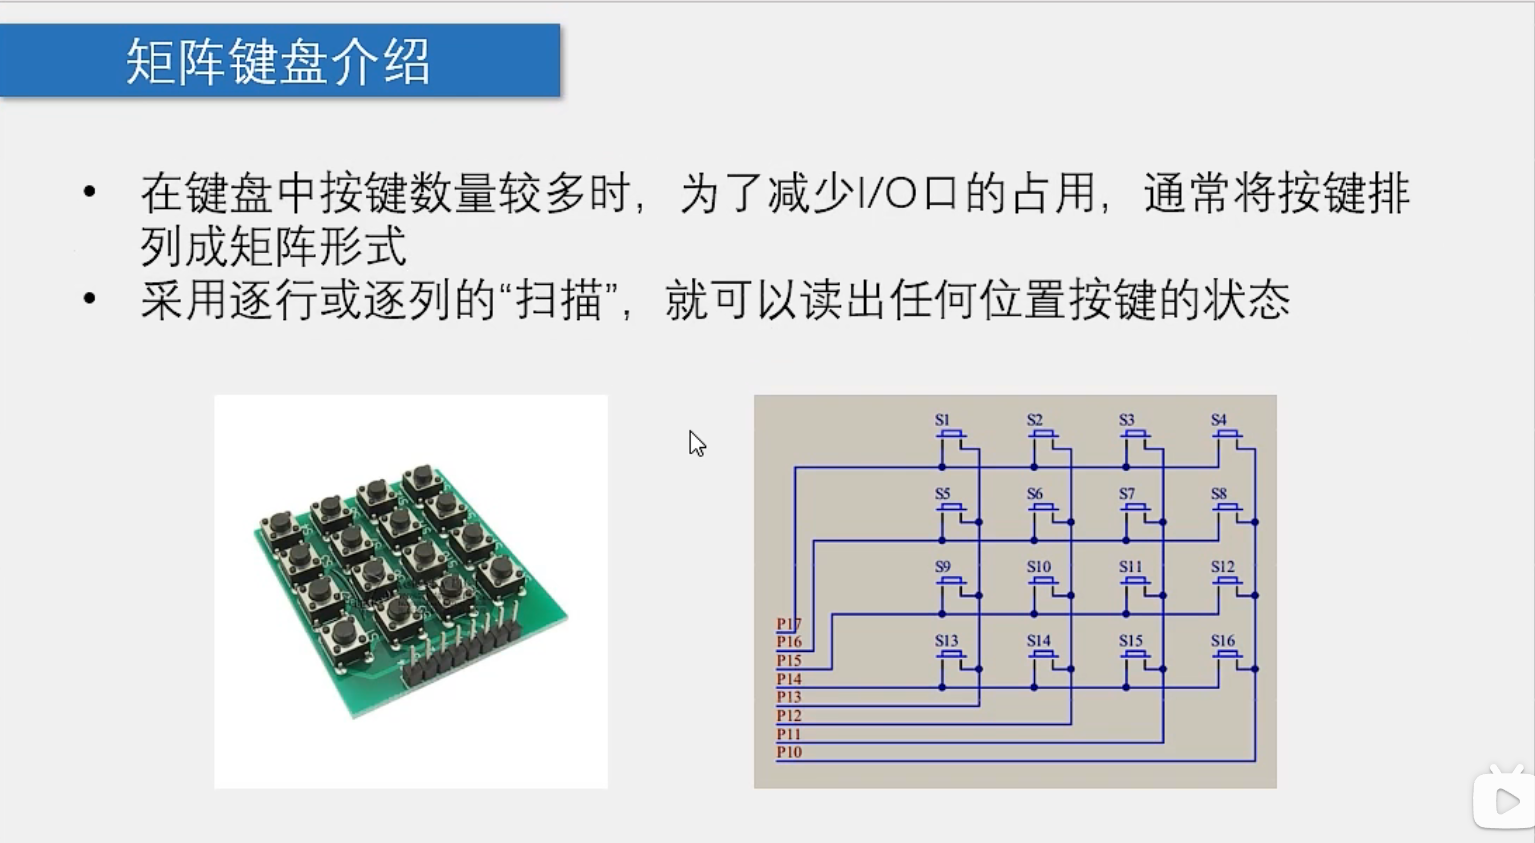 矩阵键盘介绍
• 在键盘中按键数量较多时，为了减少I/O口的占用，通常将按键排
列成矩阵形式
• 采用逐行或逐列的“扫描”，就可以读出任何位置按键的状态
S1 S2 S3 S4
S5 S6 S7 S8
S9 S10 S11 S12
P17
P16
S13 S14 S15 S16
P15
P14
P13
P12
P11
P10